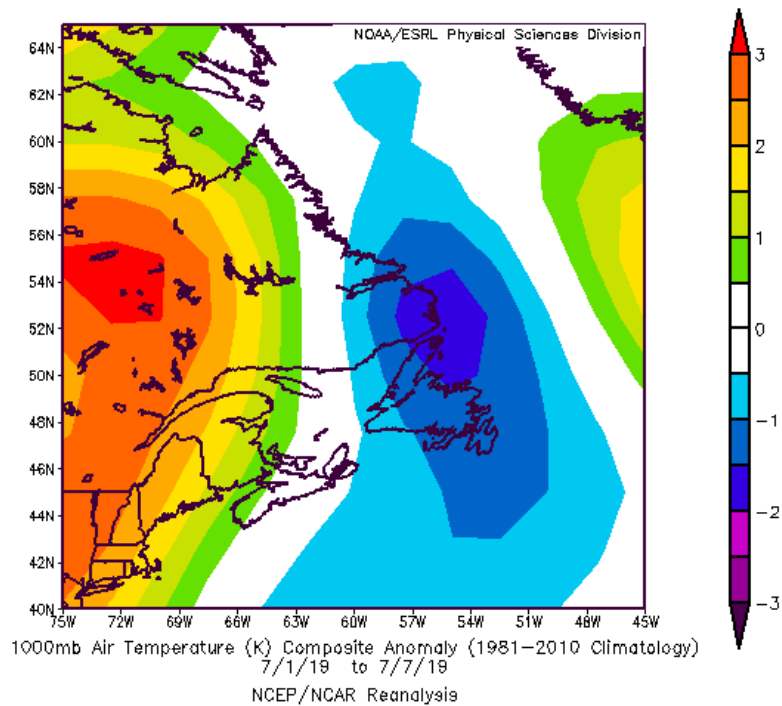 NOAA/ESRL Physical Sciences Division
64N
62N
60N
58N
56N
54N
52N
50N
48N
46N
44N
42N
40N
75W 72W 69W 66W 63W 60W 57W 54W 51W 48W 45W
3
2
1
0
-1
-2
-3
1000mb Air Temperature (K) Composite Anomaly (1981-2010 Climatology)
7/1/19 to 7/7/19
NCEP/NCAR Reanalysis